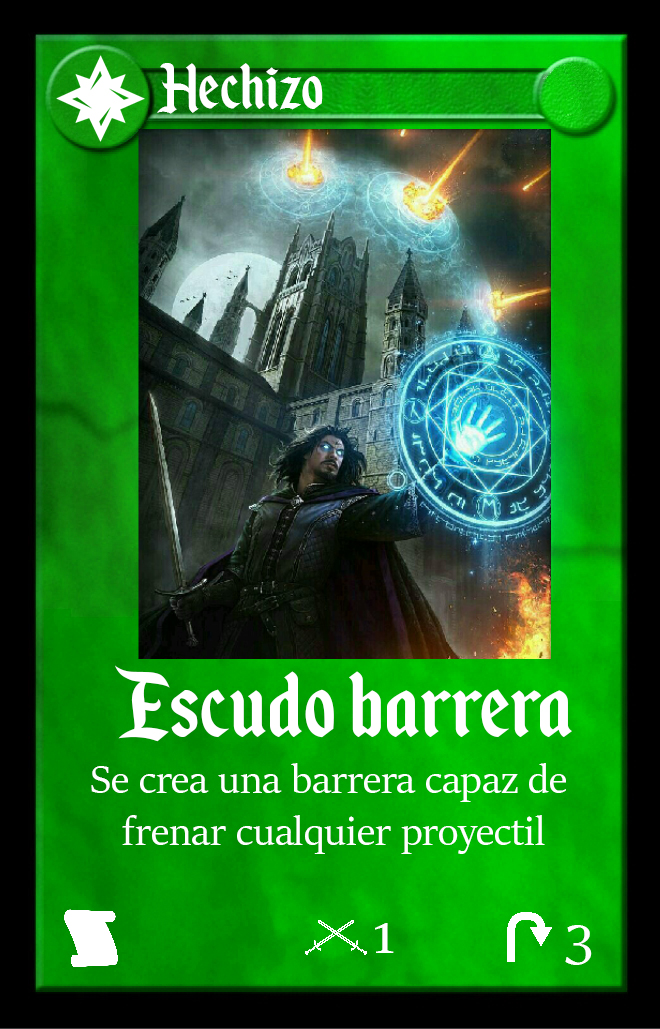 Hechizo
Escudo barrera
Se crea una barrera capaz de
frenar cualquier proyectil
1
3